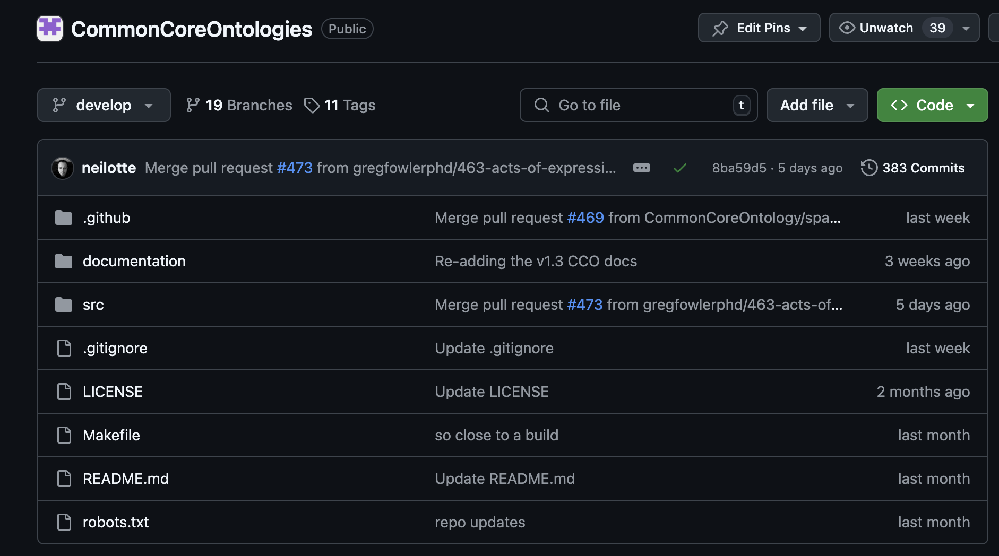 CommonCoreOntologies Public Edit Pins Unwatch 39
develop 19 Branches 11 Tags Go to file t Add file Code
neilotte Merge pull request #473 from gregfowlerphd/463-acts-of-expressi... 8ba59d5 · 5 days ago 383 Commits
.github Merge pull request #469 from CommonCoreOntology/spa... last week
documentation Re-adding the v1.3 CCO docs 3 weeks ago
src Merge pull request #473 from gregfowlerphd/463-acts-of... 5 days ago
.gitignore Update .gitignore last week
LICENSE Update LICENSE 2 months ago
Makefile so close to a build last month
README.md Update README.md last month
robots.txt repo updates last month